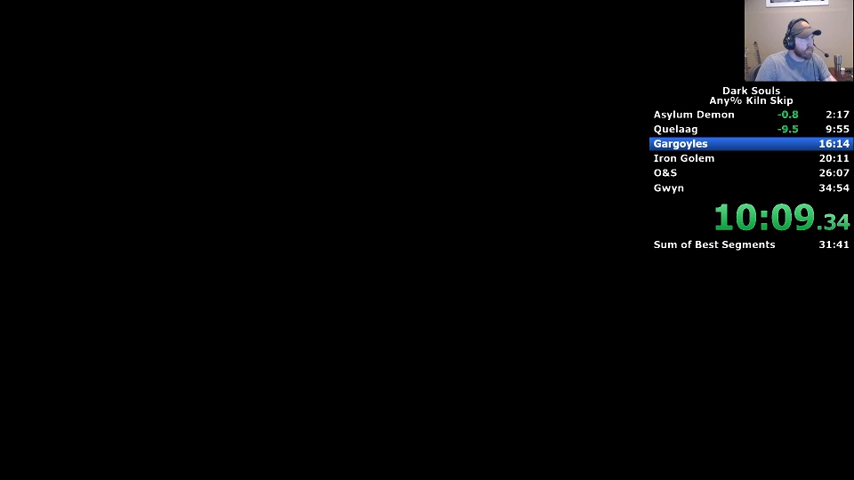 Dark Souls
Any% Kiln Skip
Asylum Demon -0.8 2:17
Quelaag -9.5 9:55
Gargoyles 16:14
Iron Golem 20:11
O&S 26:07
Gwyn 34:54
10:09.34
Sum of Best Segments 31:41